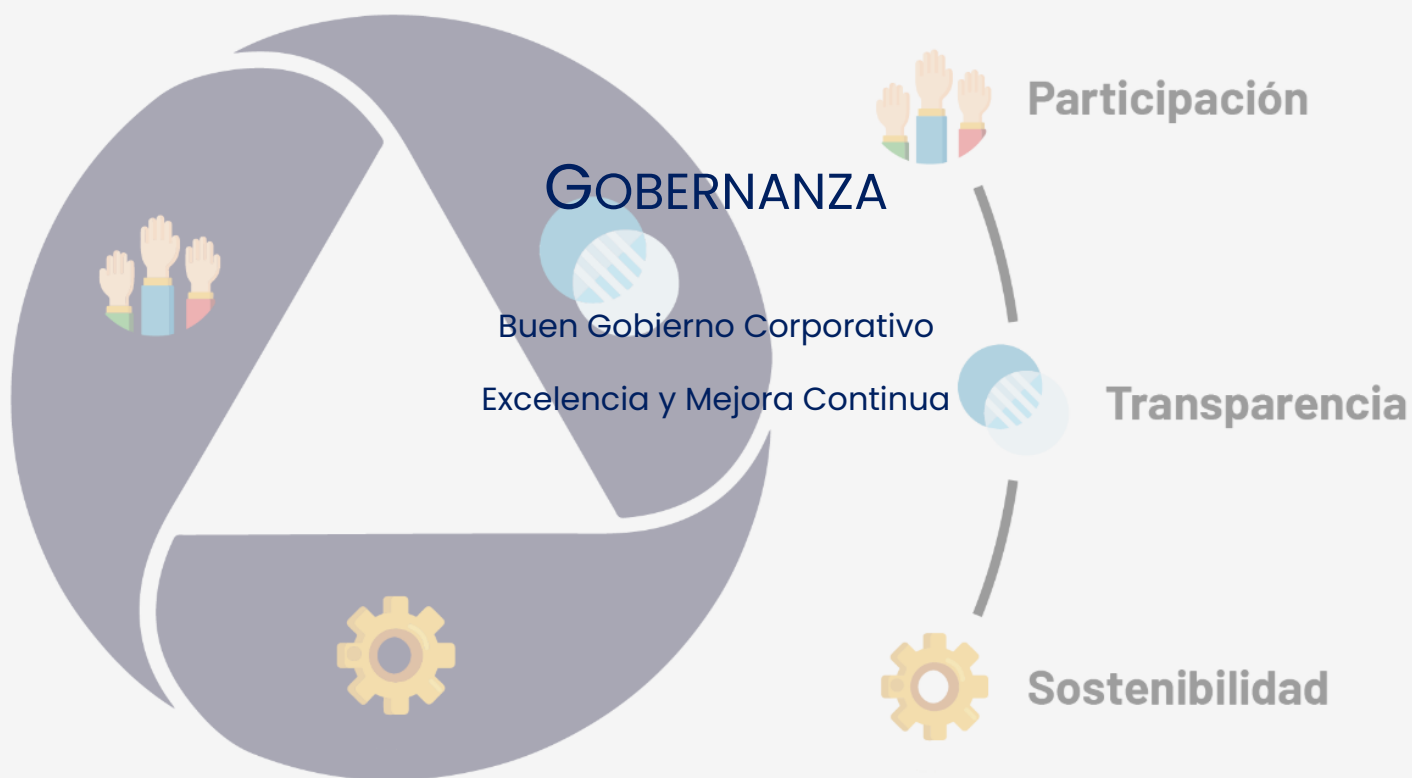 Participación
GOBERNANZA
Buen Gobierno Corporativo
Excelencia y Mejora Continua
Transparencia
Sostenibilidad